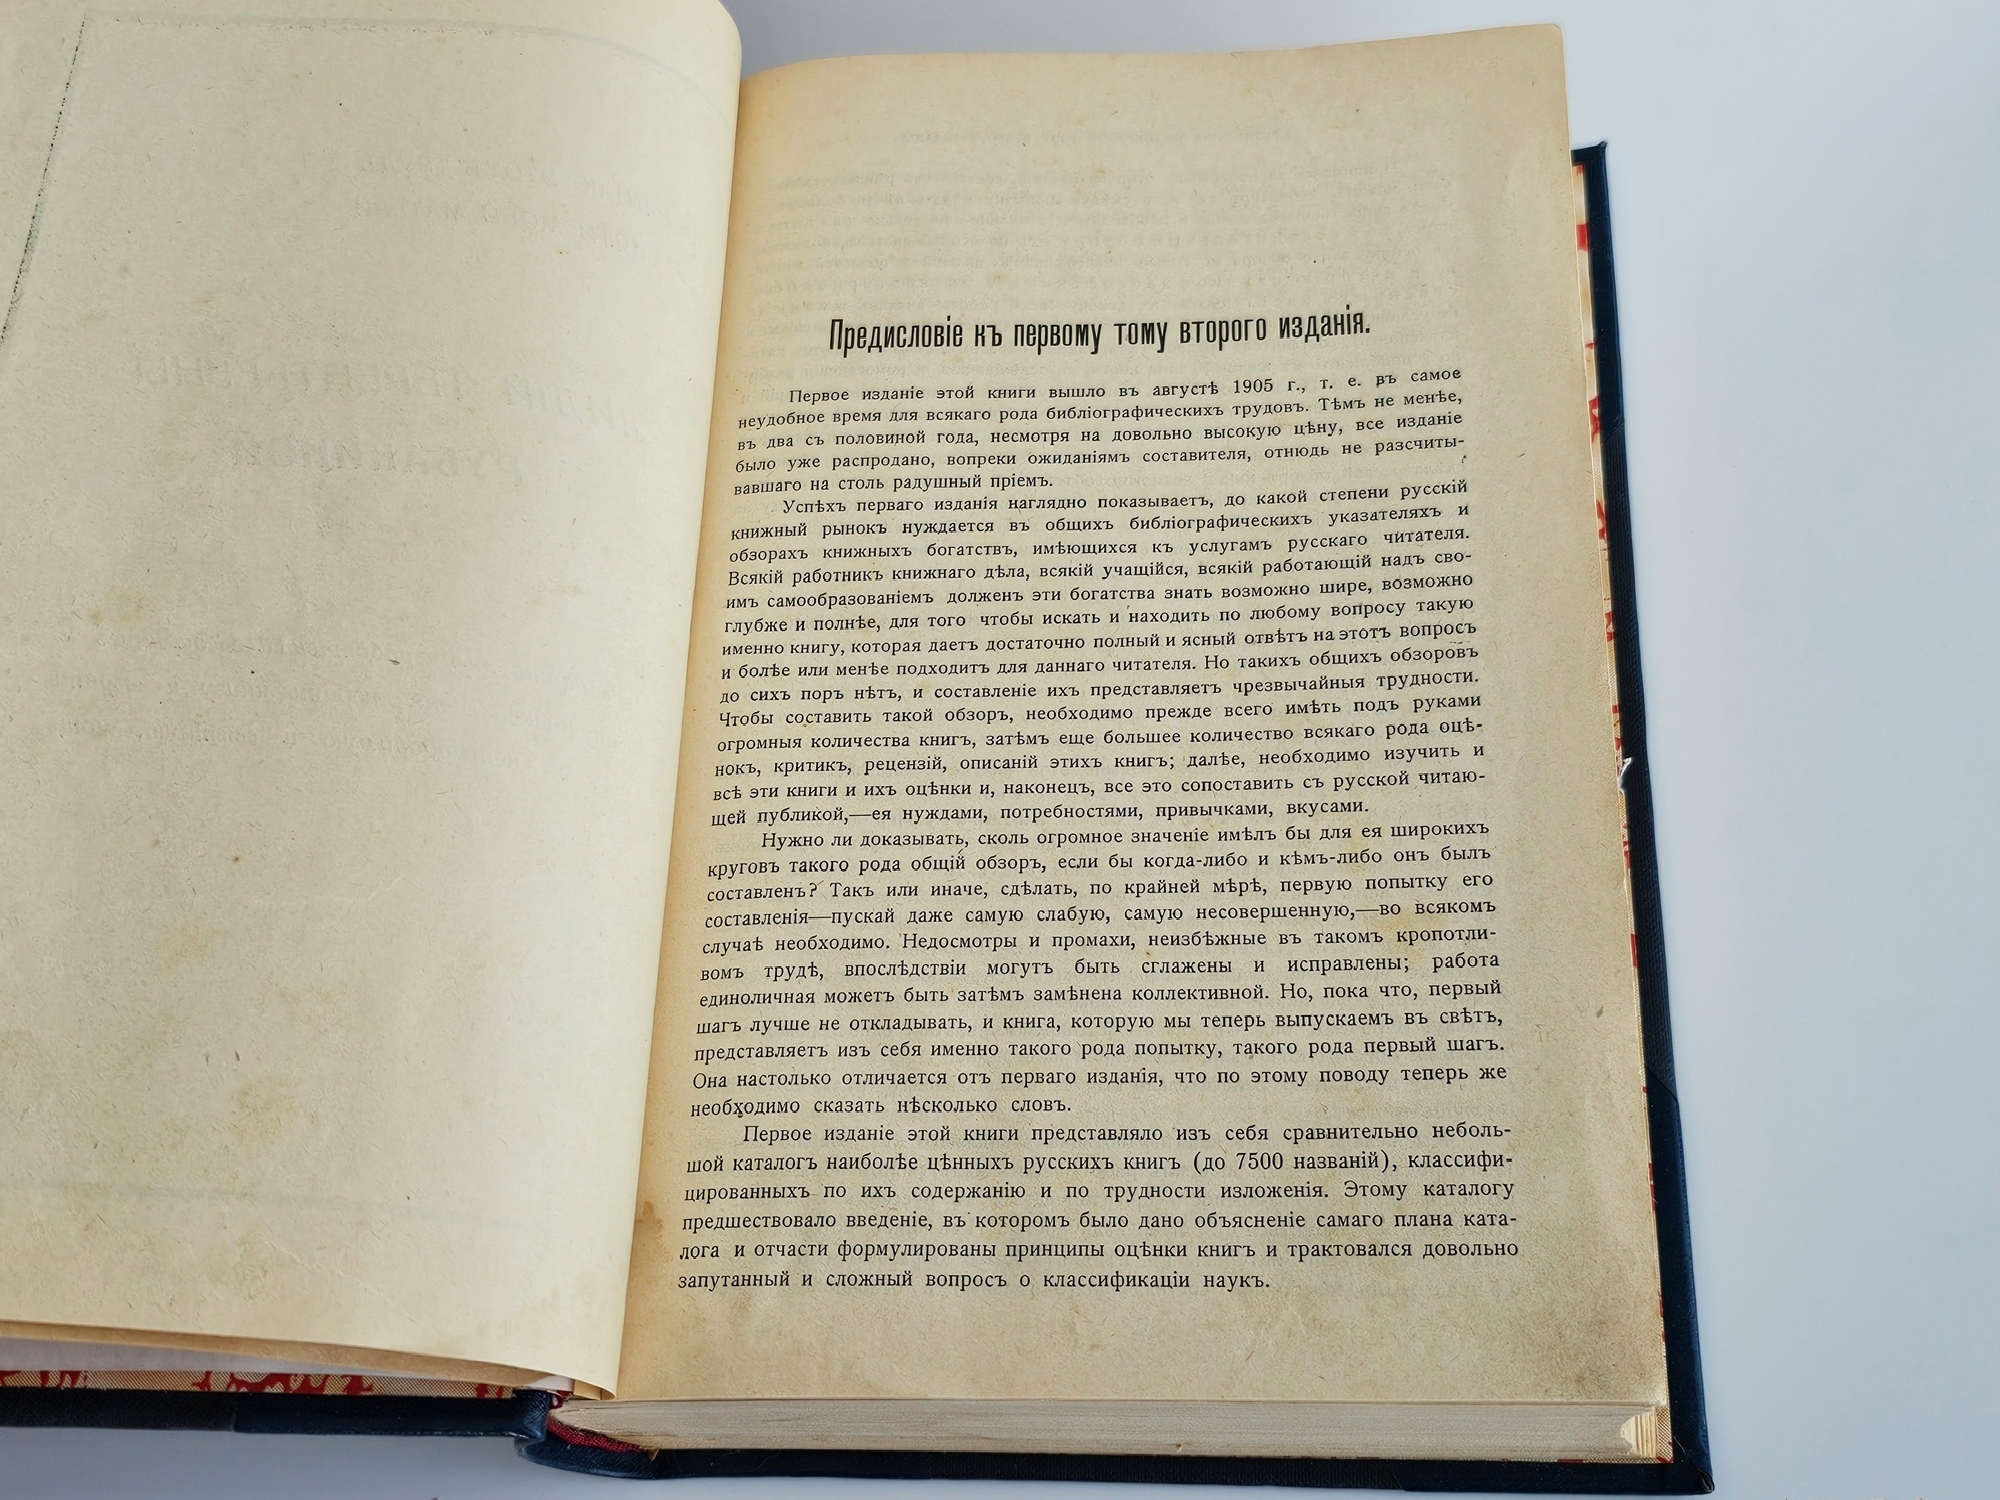 Предисловіе къ первому тому второго изданія.
Первое изданіе этой книги вышло въ августѣ 1905 г., т. е. въ самое
неудобное время для всякаго рода библіографическихъ трудовъ. Тѣмъ не менѣе,
въ два съ половиной года, несмотря на довольно высокую цѣну, все изданіе
было уже распродано, вопреки ожиданіямъ составителя, отнюдь не разсчиты-
вавшаго на столь радушный пріемъ.
Успѣхъ перваго изданія наглядно показываетъ, до какой степени русскій
книжный рынокъ нуждается въ общихъ библіографическихъ указателяхъ и
обзорахъ книжныхъ богатствъ, имѣющихся къ услугамъ русскаго читателя.
Всякій работникъ книжнаго дѣла, всякій учащійся, всякій работающій надъ сво-
имъ самообразованіемъ долженъ эти богатства знать возможно шире, возможно
глубже и полнѣе, для того чтобы искать и находить по любому вопросу такую
именно книгу, которая даетъ достаточно полный и ясный отвѣтъ на этотъ вопросъ
и болѣе или менѣе подходитъ для даннаго читателя. Но такихъ общихъ обзоровъ
до сихъ поръ нѣтъ, и составленіе ихъ представляетъ чрезвычайныя трудности.
Чтобы составить такой обзоръ, необходимо прежде всего имѣть подъ руками
огромныя количества книгъ, затѣмъ еще большее количество всякаго рода оцѣ-
нокъ, критикъ, рецензій, описаній этихъ книгъ; далѣе, необходимо изучить и
всѣ эти книги и ихъ оцѣнки и, наконецъ, все это сопоставить съ русской читаю-
щей публикой,—ея нуждами, потребностями, привычками, вкусами.
Нужно ли доказывать, сколь огромное значеніе имѣлъ бы для ея широкихъ
круговъ такого рода общій обзоръ, если бы когда-либо и кѣмъ-либо онъ былъ
составленъ? Такъ или иначе, сдѣлать, по крайней мѣрѣ, первую попытку его
составленія—пускай даже самую слабую, самую несовершенную,—во всякомъ
случаѣ необходимо. Недосмотры и промахи, неизбѣжные въ такомъ кропотли-
вомъ трудѣ, впослѣдствіи могутъ быть сглажены и исправлены; работа
единоличная можетъ быть затѣмъ замѣнена коллективной. Но, пока что, первый
шагъ лучше не откладывать, и книга, которую мы теперь выпускаемъ въ свѣтъ,
представляетъ изъ себя именно такого рода попытку, такого рода первый шагъ.
Она настолько отличается отъ перваго изданія, что по этому поводу теперь же
необходимо сказать нѣсколько словъ.
Первое изданіе этой книги представляло изъ себя сравнительно неболь-
шой каталогъ наиболѣе цѣнныхъ русскихъ книгъ (до 7500 названій), классифи-
цированныхъ по ихъ содержанію и по трудности изложенія. Этому каталогу
предшествовало введеніе, въ которомъ было дано объясненіе самаго плана ката-
лога и отчасти формулированы принципы оцѣнки книгъ и трактовался довольно
запутанный и сложный вопросъ о классификаціи наукъ.